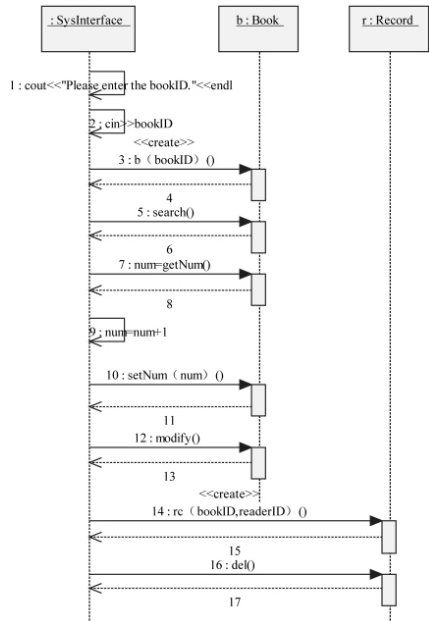 : SysInterface
b : Book
r : Record
1 : cout<<"Please enter the bookID."<<endl
2 : cin>>bookID
<<create>>
3 : b（bookID）()
4
5 : search()
6
7 : num=getNum()
8
9 : num=num+1
10 : setNum（num）()
11
12 : modify()
13
<<create>>
14 : rc（bookID,readerID）()
15
16 : del()
17